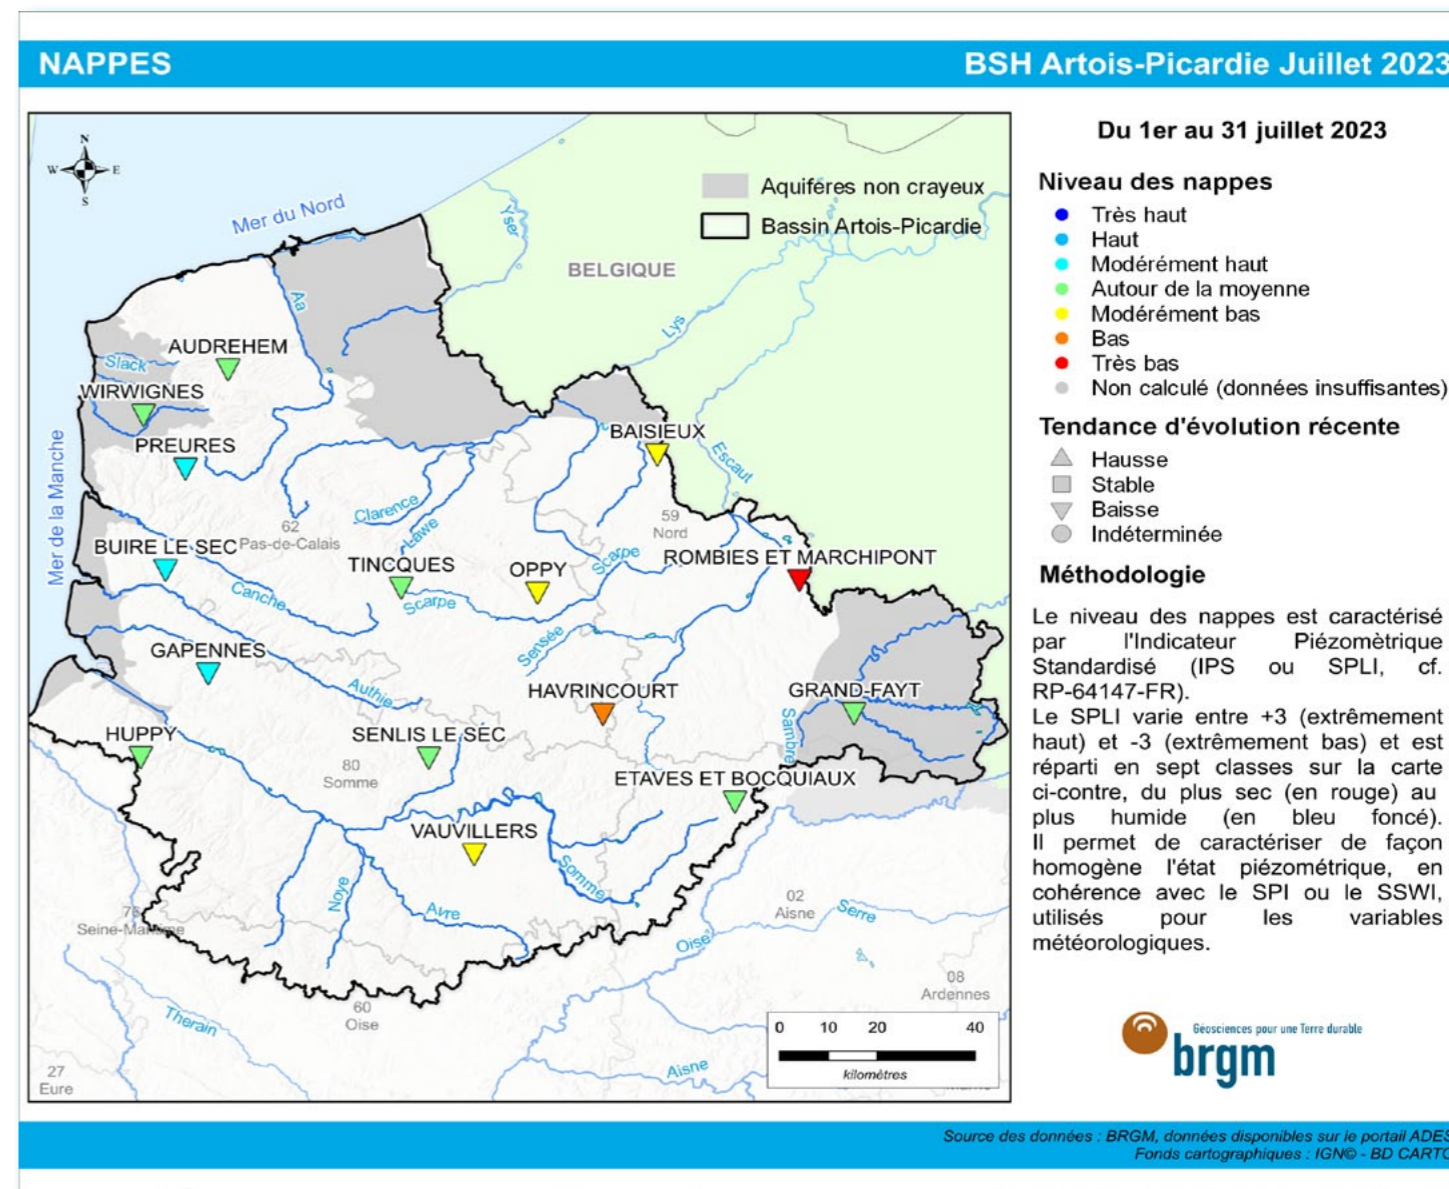 NAPPES
BSH Artois-Picardie Juillet 2023
N
W
E
S
Mer du Nord
Aquifères non crayeux
Bassin Artois-Picardie
Yser
BELGIQUE
Aa
Lys
AUDREHEM
Slack
WIRWIGNES
PREURES
BAISIEUX
Escaut
Mer de la Manche
Clarence
62
Pas-de-Calais
Lawe
59
Nord
BUIRE LE SEC
TINCQUES
OPPY
Scarpe
ROMBIES ET MARCHIPONT
Canche
Scarpe
Sensée
GAPENNES
Authie
HAVRINCOURT
GRAND-FAYT
Sambre
HUPPY
SENLIS LE SEC
80
Somme
ETAVES ET BOCQUIAUX
VAUVILLERS
Somme
Noye
Avre
76
Seine-Maritime
02
Aisne
Serre
Oise
08
Ardennes
60
Oise
Therain
27
Eure
Aisne
0 10 20 40
kilomètres
Du 1er au 31 juillet 2023
Niveau des nappes
Très haut
Haut
Modérément haut
Autour de la moyenne
Modérément bas
Bas
Très bas
Non calculé (données insuffisantes)
Tendance d'évolution récente
Hausse
Stable
Baisse
Indéterminée
Méthodologie
Le niveau des nappes est caractérisé
par l'Indicateur Piézomètrique
Standardisé (IPS ou SPLI, cf.
RP-64147-FR).
Le SPLI varie entre +3 (extrêmement
haut) et -3 (extrêmement bas) et est
réparti en sept classes sur la carte
ci-contre, du plus sec (en rouge) au
plus humide (en bleu foncé).
Il permet de caractériser de façon
homogène l'état piézométrique, en
cohérence avec le SPI ou le SSWI,
utilisés pour les variables
météorologiques.
Géosciences pour une Terre durable
brgm
Source des données : BRGM, données disponibles sur le portail ADES
Fonds cartographiques : IGN© - BD CARTO